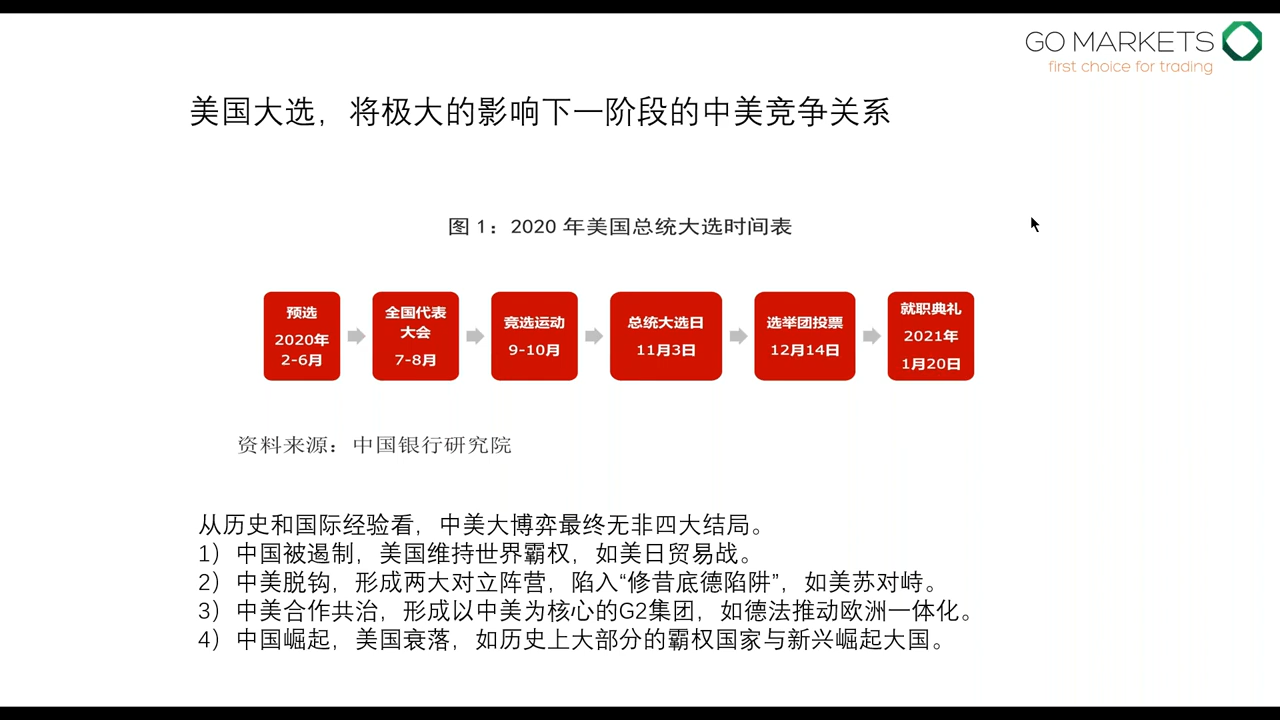 GO MARKETS
first choice for trading
美国大选，将极大的影响下一阶段的中美竞争关系
图 1：2020 年美国总统大选时间表
预选
2020年
2-6月
全国代表
大会
7-8月
竞选运动
9-10月
总统大选日
11月3日
选举团投票
12月14日
就职典礼
2021年
1月20日
资料来源：中国银行研究院
从历史和国际经验看，中美大博弈最终无非四大结局。
1）中国被遏制，美国维持世界霸权，如美日贸易战。
2）中美脱钩，形成两大对立阵营，陷入“修昔底德陷阱”，如美苏对峙。
3）中美合作共治，形成以中美为核心的G2集团，如德法推动欧洲一体化。
4）中国崛起，美国衰落，如历史上大部分的霸权国家与新兴崛起大国。